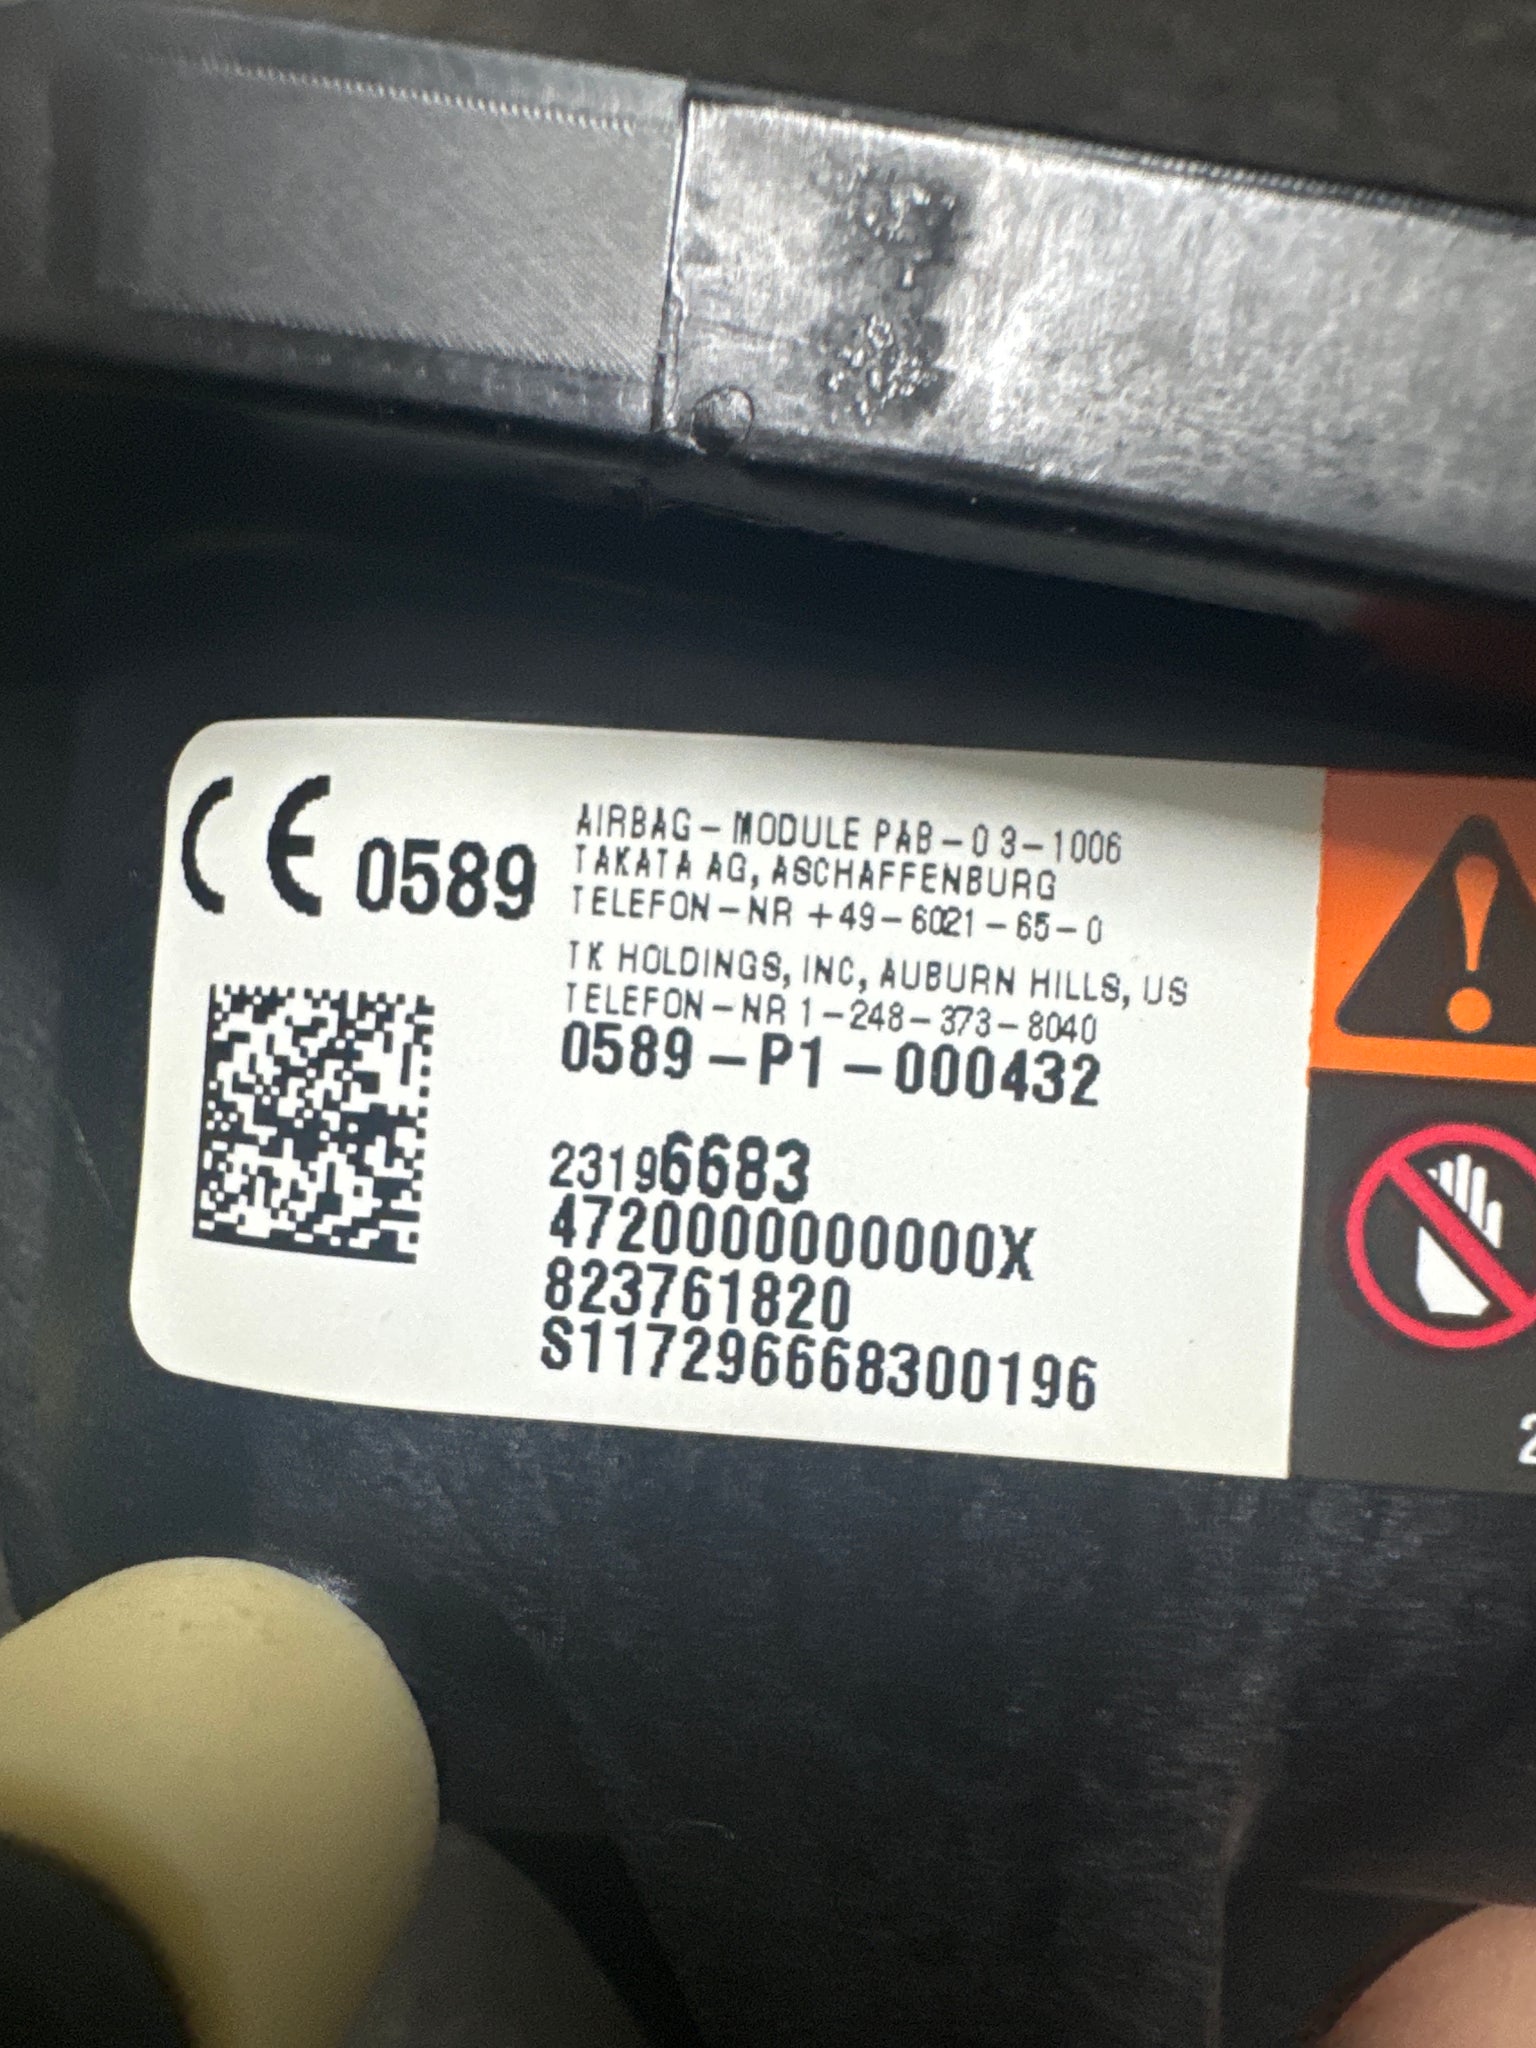 CE 0589
AIRBAG-MODULE PAB-03-1006
TAKATA AG, ASCHAFFENBURG
TELEFON-NR +49-6021-65-0
TK HOLDINGS, INC, AUBURN HILLS, US
TELEFON-NR 1-248-373-8040
0589-P1-000432
23196683
4720000000000X
823761820
S117296668300196